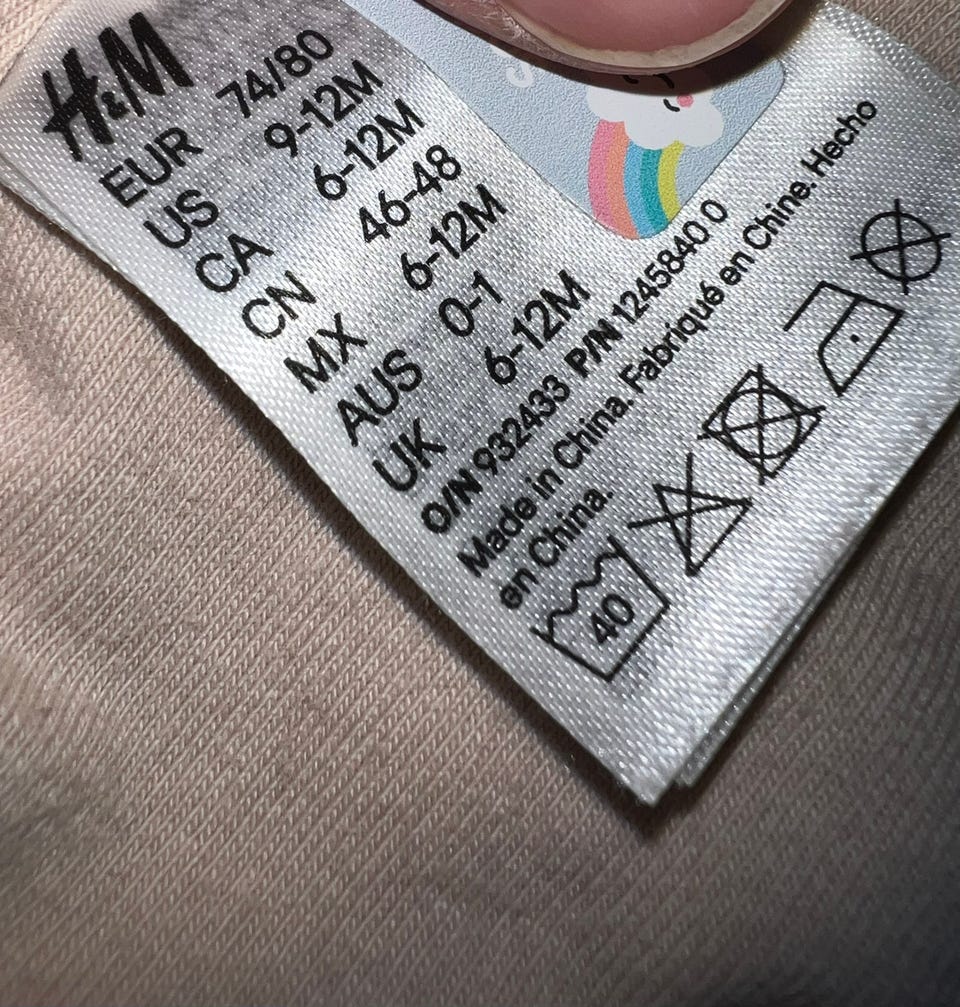 H&M
EUR 74/80
US 9-12M
CA 6-12M
CN 46-48
MX 6-12M
AUS 0-1
UK 6-12M
O/N 932433 P/N 1245840 0
Made in China. Fabriqué en Chine. Hecho
en China.
40